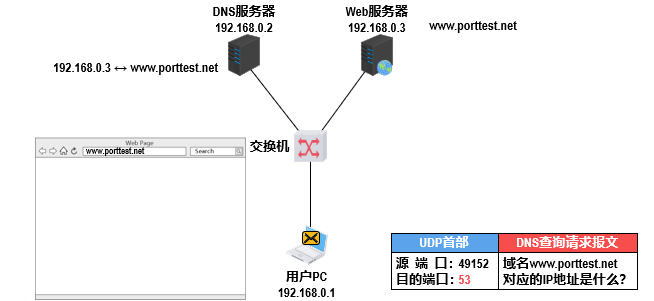 DNS服务器
192.168.0.2
Web服务器
192.168.0.3
www.porttest.net
192.168.0.3 ↔ www.porttest.net
交换机
Web Page
www.porttest.net
Search
用户PC
192.168.0.1
UDP首部
DNS查询请求报文
源 端 口：49152
目的端口：53
域名www.porttest.net
对应的IP地址是什么？